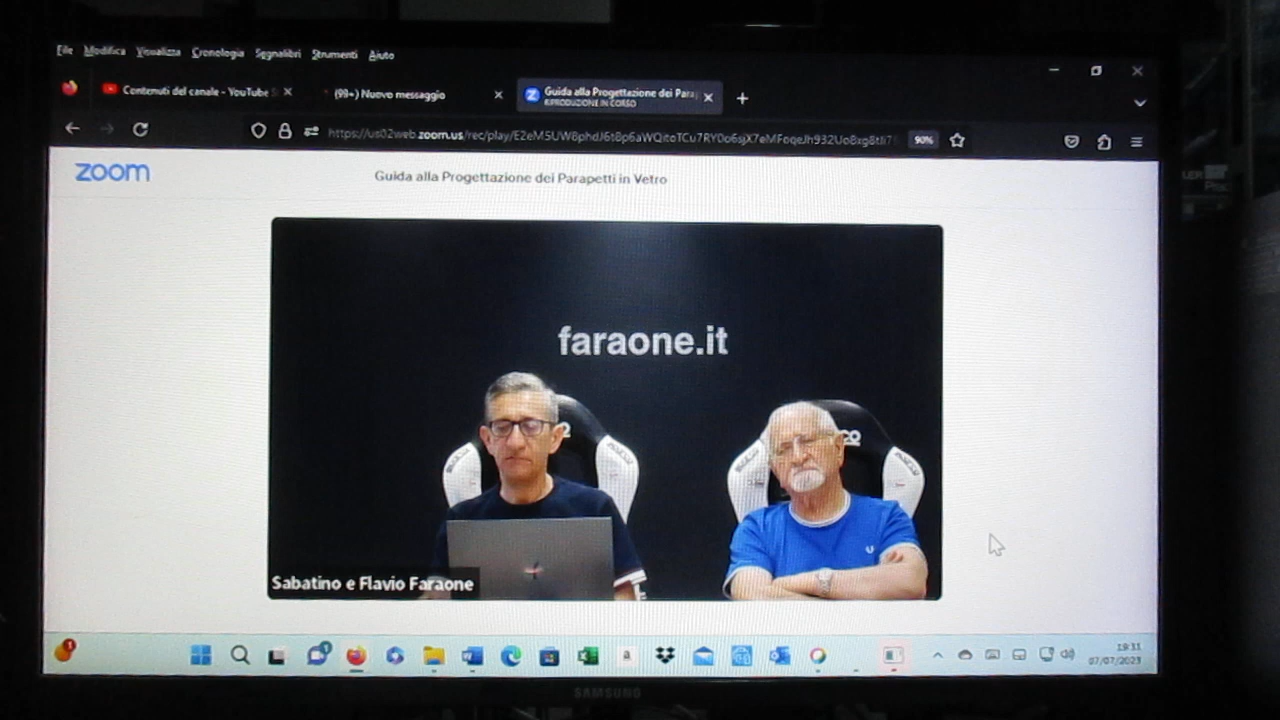 File Modifica Visualizza Cronologia Segnalibri Strumenti Aiuto
Contenuti del canale - YouTube
(99+) Nuovo messaggio
Guida alla Progettazione dei Para
RIPRODUZIONE IN CORSO
90%
zoom
Guida alla Progettazione dei Parapetti in Vetro
faraone.it
Sabatino e Flavio Faraone
19:31
07/07/2023
SAMSUNG